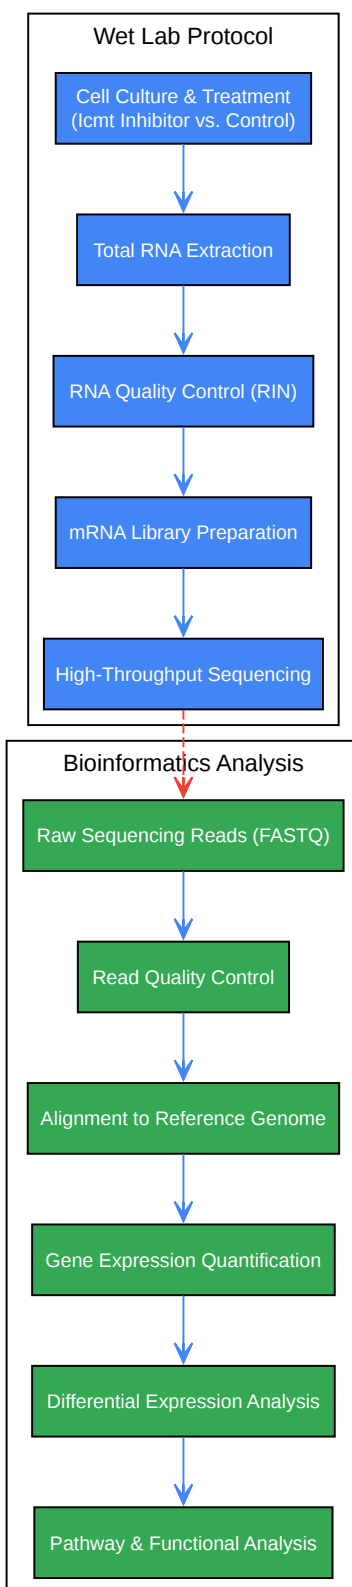 Wet Lab Protocol
Cell Culture & Treatment
(Icmt Inhibitor vs. Control)
Total RNA Extraction
RNA Quality Control (RIN)
mRNA Library Preparation
High-Throughput Sequencing
Bioinformatics Analysis
Raw Sequencing Reads (FASTQ)
Read Quality Control
Alignment to Reference Genome
Gene Expression Quantification
Differential Expression Analysis
Pathway & Functional Analysis